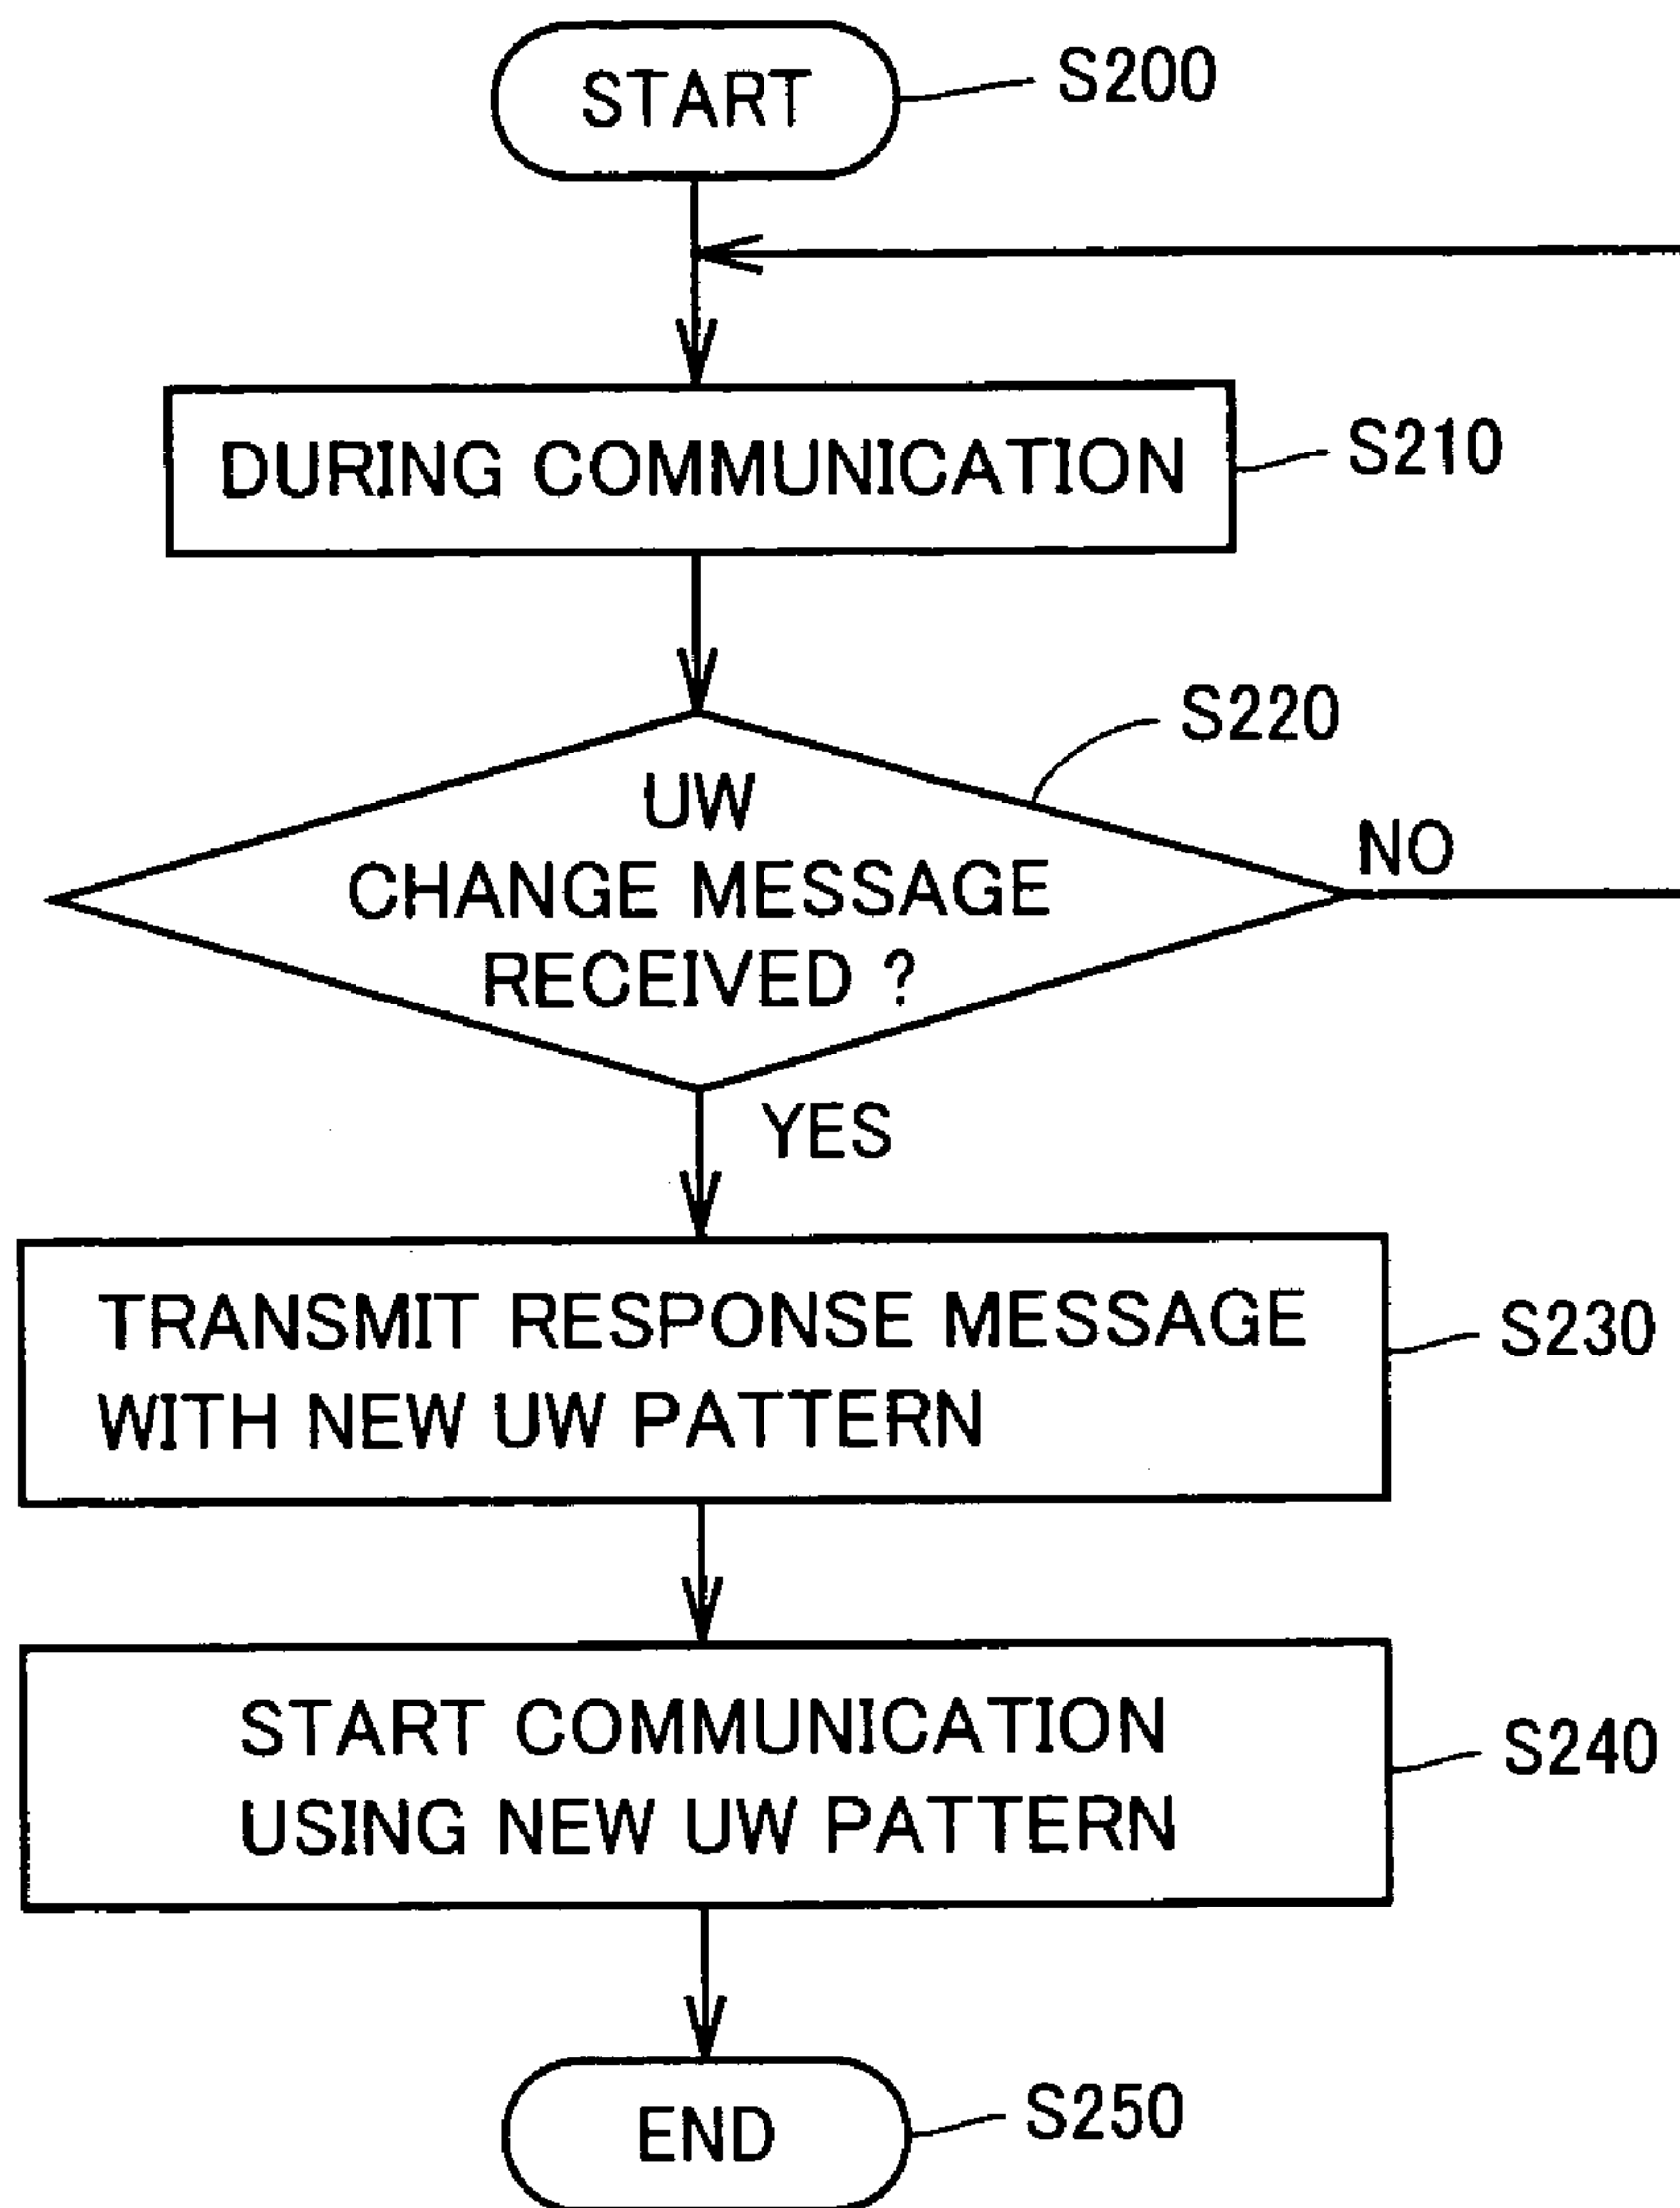 START
S200
DURING COMMUNICATION
S210
S220
UW
CHANGE MESSAGE
RECEIVED ?
NO
YES
TRANSMIT RESPONSE MESSAGE
WITH NEW UW PATTERN
S230
START COMMUNICATION
USING NEW UW PATTERN
S240
END
S250